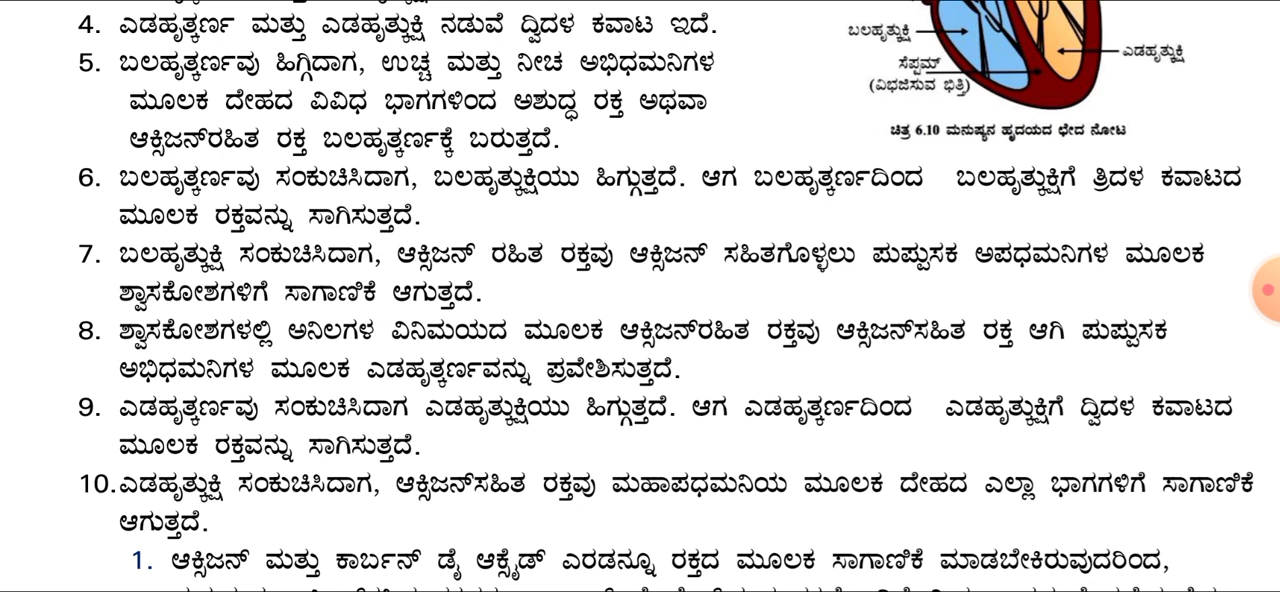 4. ಎಡಹೃತ್ಕರ್ಣ ಮತ್ತು ಎಡಹೃತ್ಕುಕ್ಷಿ ನಡುವೆ ದ್ವಿದಳ ಕವಾಟ ಇದೆ.
5. ಬಲಹೃತ್ಕರ್ಣವು ಹಿಗ್ಗಿದಾಗ, ಉಚ್ಚ ಮತ್ತು ನೀಚ ಅಭಿಧಮನಿಗಳ
ಮೂಲಕ ದೇಹದ ವಿವಿಧ ಭಾಗಗಳಿಂದ ಅಶುದ್ಧ ರಕ್ತ ಅಥವಾ
ಆಕ್ಸಿಜನ್‌ರಹಿತ ರಕ್ತ ಬಲಹೃತ್ಕರ್ಣಕ್ಕೆ ಬರುತ್ತದೆ.
ಬಲಹೃತ್ಕುಕ್ಷಿ
ಎಡಹೃತ್ಕುಕ್ಷಿ
ಸೆಪ್ಟಮ್
(ವಿಭಜಿಸುವ ಭಿತ್ತಿ)
ಚಿತ್ರ 6.10 ಮನುಷ್ಯನ ಹೃದಯದ ಛೇದ ನೋಟ
6. ಬಲಹೃತ್ಕರ್ಣವು ಸಂಕುಚಿಸಿದಾಗ, ಬಲಹೃತ್ಕುಕ್ಷಿಯು ಹಿಗ್ಗುತ್ತದೆ. ಆಗ ಬಲಹೃತ್ಕರ್ಣದಿಂದ ಬಲಹೃತ್ಕುಕ್ಷಿಗೆ ತ್ರಿದಳ ಕವಾಟದ
ಮೂಲಕ ರಕ್ತವನ್ನು ಸಾಗಿಸುತ್ತದೆ.
7. ಬಲಹೃತ್ಕುಕ್ಷಿ ಸಂಕುಚಿಸಿದಾಗ, ಆಕ್ಸಿಜನ್ ರಹಿತ ರಕ್ತವು ಆಕ್ಸಿಜನ್ ಸಹಿತಗೊಳ್ಳಲು ಪುಪ್ಪುಸಕ ಅಪಧಮನಿಗಳ ಮೂಲಕ
ಶ್ವಾಸಕೋಶಗಳಿಗೆ ಸಾಗಾಣಿಕೆ ಆಗುತ್ತದೆ.
8. ಶ್ವಾಸಕೋಶಗಳಲ್ಲಿ ಅನಿಲಗಳ ವಿನಿಮಯದ ಮೂಲಕ ಆಕ್ಸಿಜನ್‌ರಹಿತ ರಕ್ತವು ಆಕ್ಸಿಜನ್‌ಸಹಿತ ರಕ್ತ ಆಗಿ ಪುಪ್ಪುಸಕ
ಅಭಿಧಮನಿಗಳ ಮೂಲಕ ಎಡಹೃತ್ಕರ್ಣವನ್ನು ಪ್ರವೇಶಿಸುತ್ತದೆ.
9. ಎಡಹೃತ್ಕರ್ಣವು ಸಂಕುಚಿಸಿದಾಗ ಎಡಹೃತ್ಕುಕ್ಷಿಯು ಹಿಗ್ಗುತ್ತದೆ. ಆಗ ಎಡಹೃತ್ಕರ್ಣದಿಂದ ಎಡಹೃತ್ಕುಕ್ಷಿಗೆ ದ್ವಿದಳ ಕವಾಟದ
ಮೂಲಕ ರಕ್ತವನ್ನು ಸಾಗಿಸುತ್ತದೆ.
10. ಎಡಹೃತ್ಕುಕ್ಷಿ ಸಂಕುಚಿಸಿದಾಗ, ಆಕ್ಸಿಜನ್‌ಸಹಿತ ರಕ್ತವು ಮಹಾಪಧಮನಿಯ ಮೂಲಕ ದೇಹದ ಎಲ್ಲಾ ಭಾಗಗಳಿಗೆ ಸಾಗಾಣಿಕೆ
ಆಗುತ್ತದೆ.
1. ಆಕ್ಸಿಜನ್ ಮತ್ತು ಕಾರ್ಬನ್ ಡೈ ಆಕ್ಸೈಡ್ ಎರಡನ್ನೂ ರಕ್ತದ ಮೂಲಕ ಸಾಗಾಣಿಕೆ ಮಾಡಬೇಕಿರುವುದರಿಂದ,